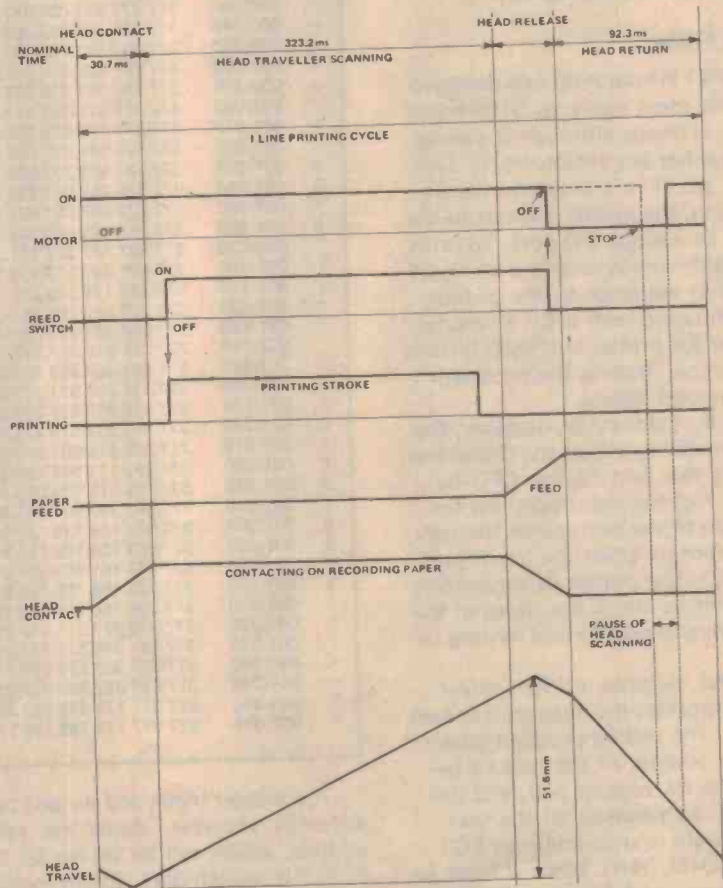 HEAD CONTACT
HEAD RELEASE
NOMINAL TIME
30.7ms
323.2ms
HEAD TRAVELLER SCANNING
92.3ms
HEAD RETURN
1 LINE PRINTING CYCLE
ON
OFF
MOTOR
OFF
STOP
ON
REED SWITCH
OFF
PRINTING STROKE
PRINTING
PAPER FEED
FEED
CONTACTING ON RECORDING PAPER
HEAD CONTACT
PAUSE OF HEAD SCANNING
51.6mm
HEAD TRAVEL